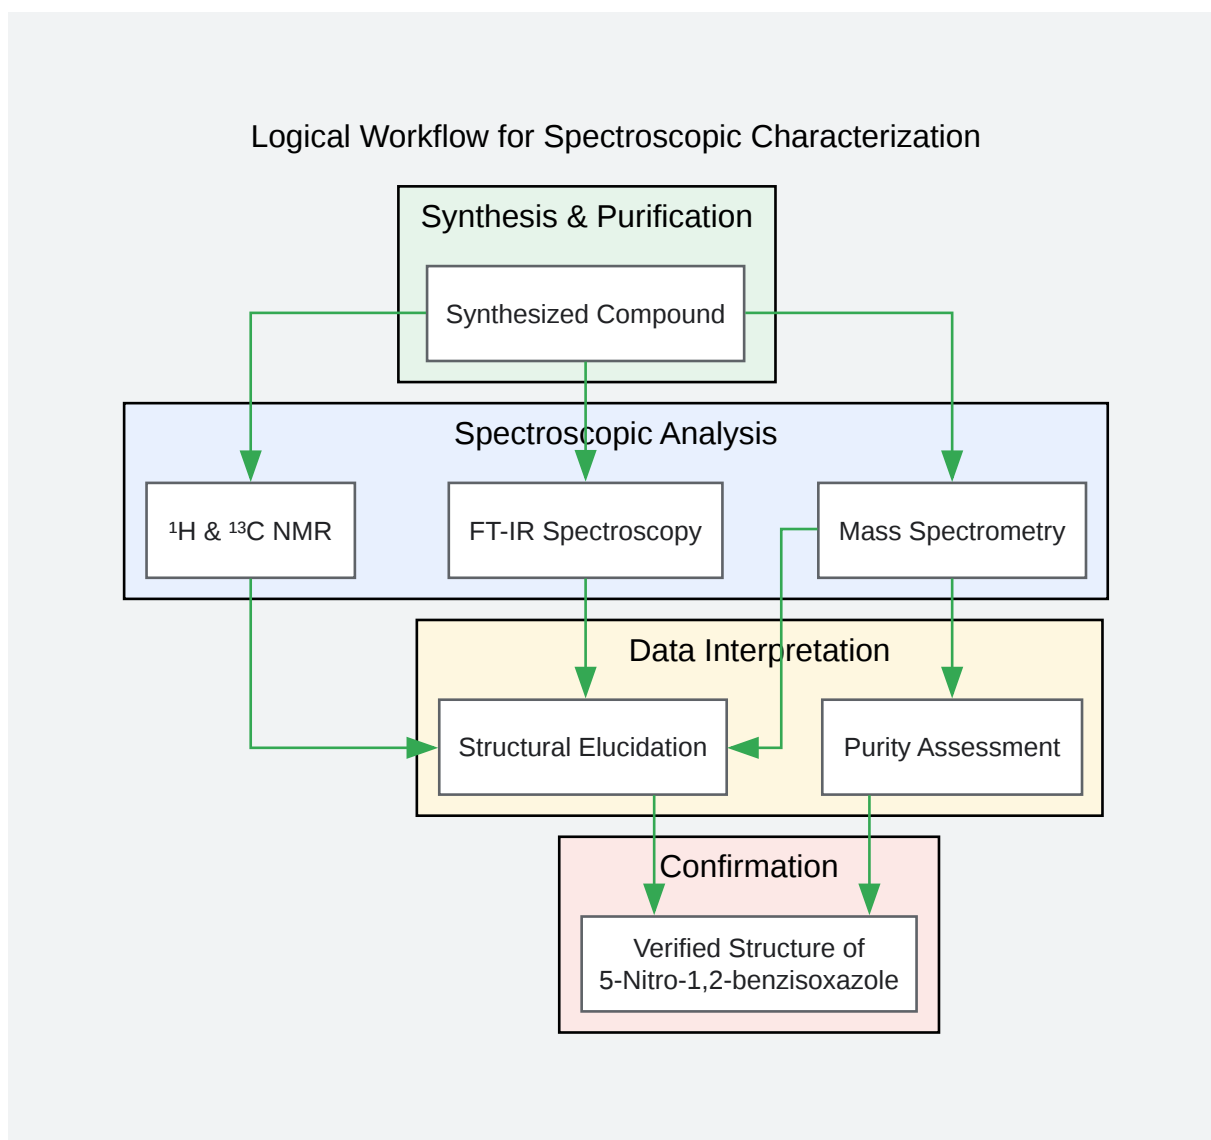 Logical Workflow for Spectroscopic Characterization
Synthesis & Purification
Synthesized Compound
Spectroscopic Analysis
¹H & ¹³C NMR
FT-IR Spectroscopy
Mass Spectrometry
Data Interpretation
Structural Elucidation
Purity Assessment
Confirmation
Verified Structure of
5-Nitro-1,2-benzisoxazole